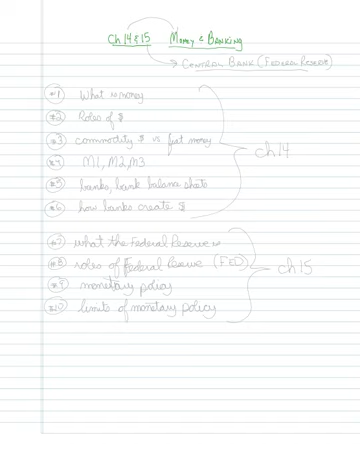 Ch 14 & 15 Money & Banking
→ Central Bank (Federal Reserve)
#1 What is money
#2 Roles of $
#3 commodity $ vs fiat money
#4 M1, M2, M3
#5 banks, bank balance sheets
#6 how banks create $
ch 14
#7 what the Federal Reserve is
#8 roles of Federal Reserve (FED)
#9 monetary policy
#10 limits of monetary policy
ch 15